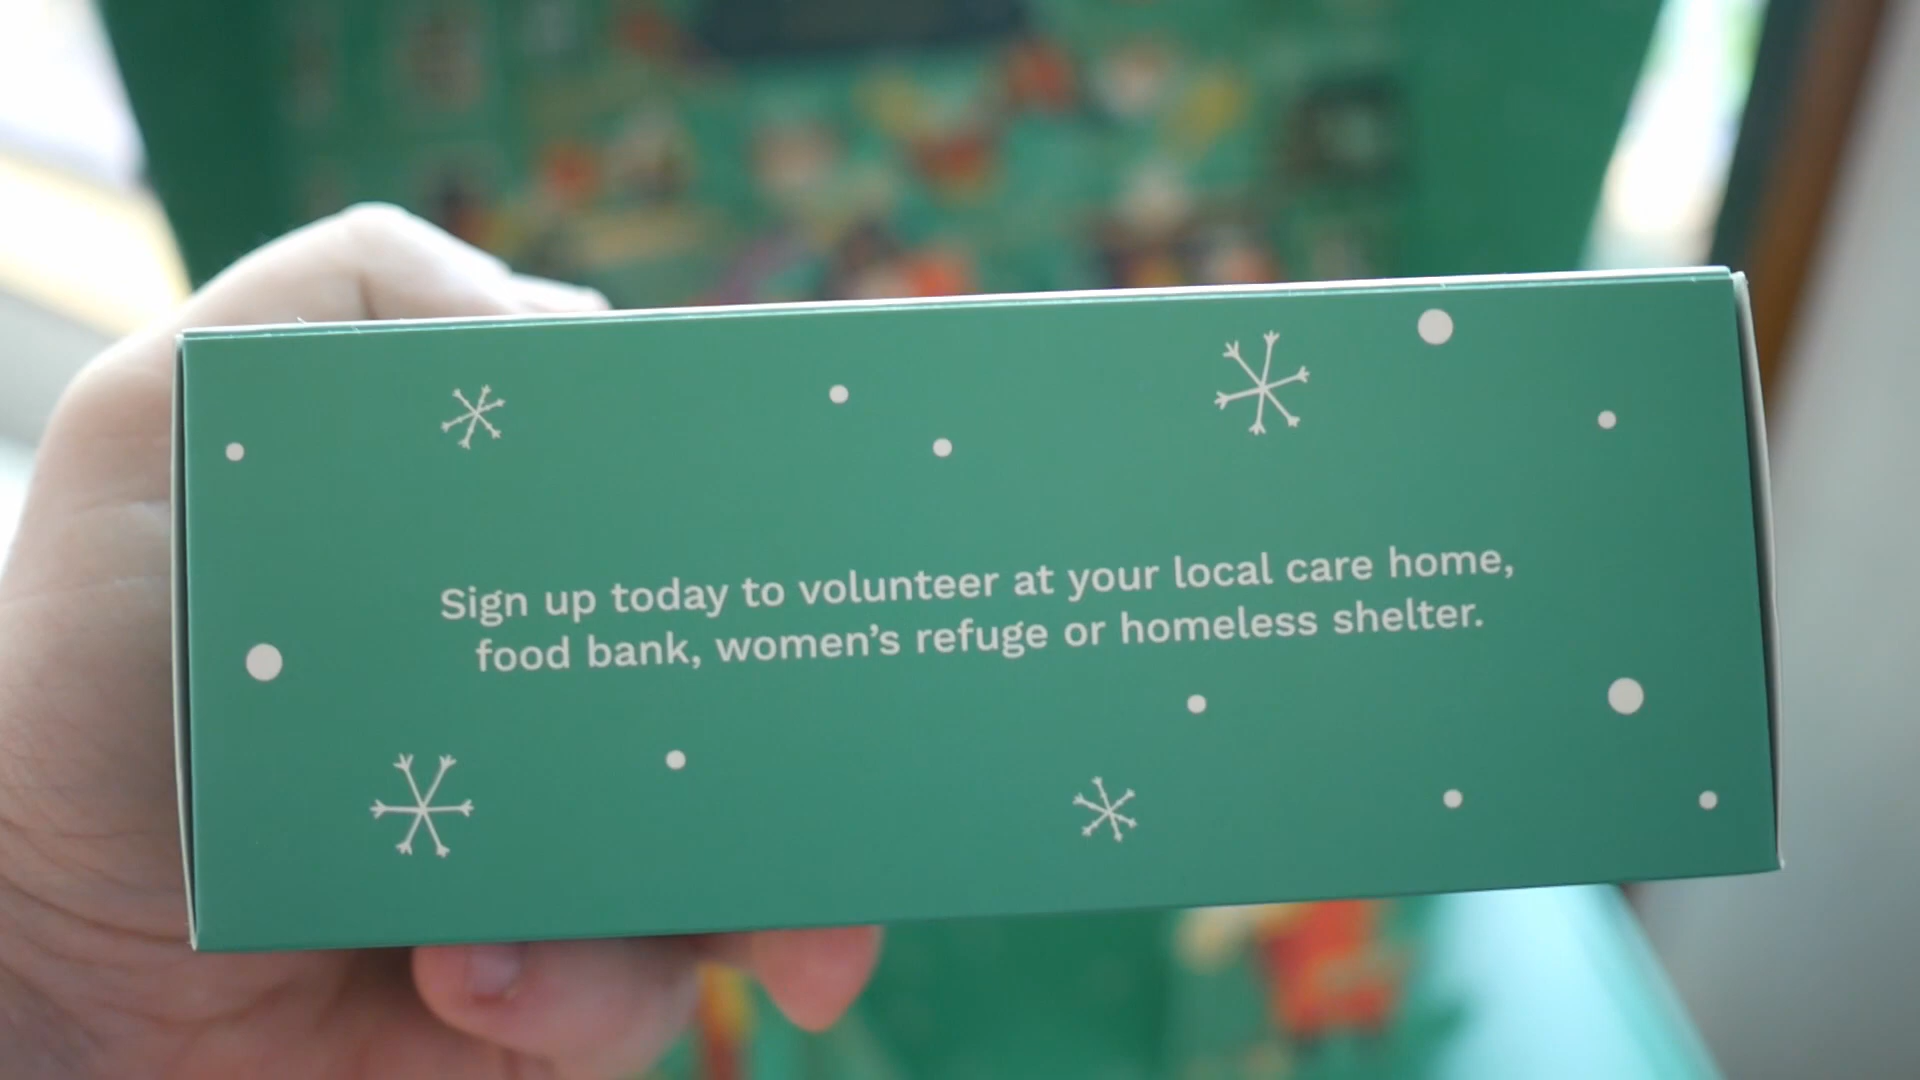 Sign up today to volunteer at your local care home,
food bank, women’s refuge or homeless shelter.